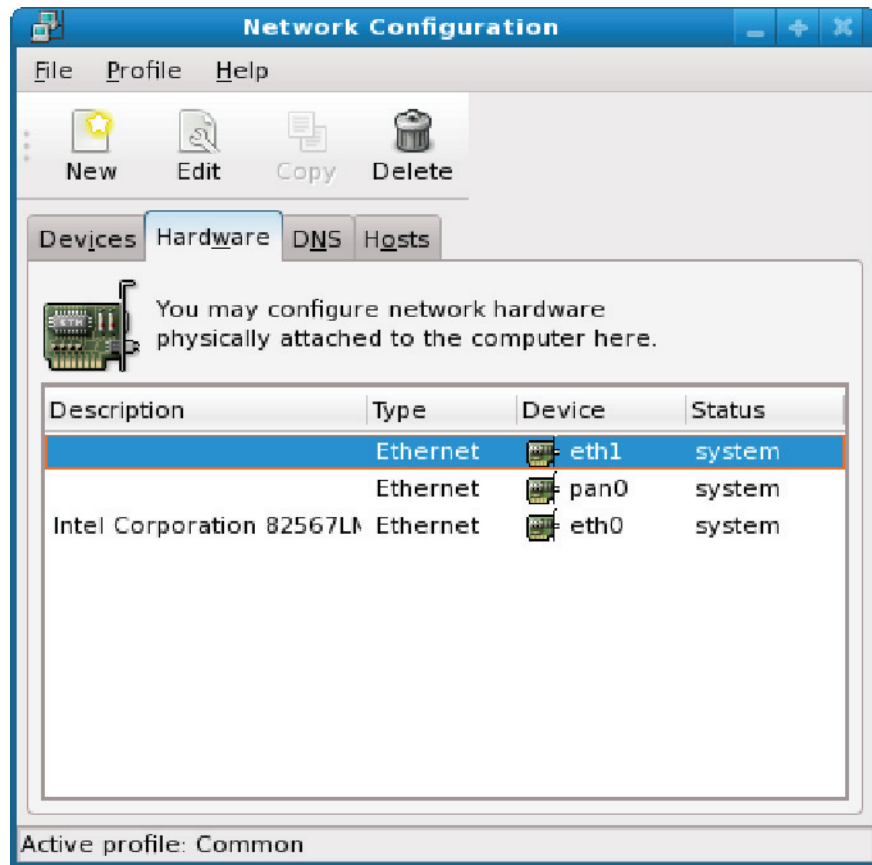 Network Configuration
File Profile Help
New Edit Copy Delete
Devices Hardware DNS Hosts
You may configure network hardware
physically attached to the computer here.
Description Type Device Status
Ethernet eth1 system
Ethernet pan0 system
Intel Corporation 82567LM Ethernet eth0 system
Active profile: Common